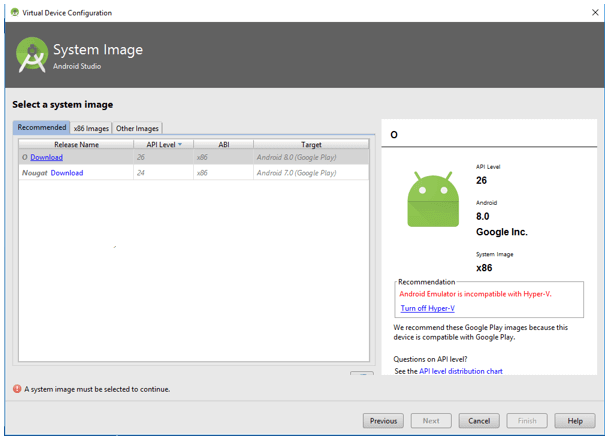 Virtual Device Configuration
System Image
Android Studio
Select a system image
Recommended x86 Images Other Images
Release Name API Level ABI Target
O Download 26 x86 Android 8.0 (Google Play)
Nougat Download 24 x86 Android 7.0 (Google Play)
O
API Level
26
Android
8.0
Google Inc.
System Image
x86
Recommendation
Android Emulator is incompatible with Hyper-V.
Turn off Hyper-V
We recommend these Google Play images because this
device is compatible with Google Play.
Questions on API level?
See the API level distribution chart
A system image must be selected to continue.
Previous Next Cancel Finish Help